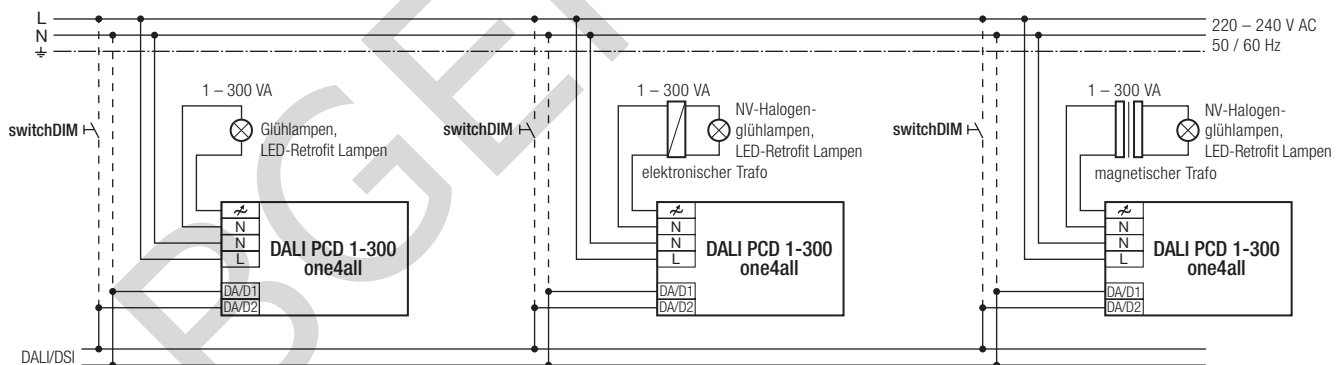 L
N
220 – 240 V AC
50 / 60 Hz
1 – 300 VA
switchDIM
Glühlampen,
LED-Retrofit Lampen
N
N
L
DA/D1
DA/D2
DALI PCD 1-300
one4all
1 – 300 VA
switchDIM
NV-Halogen-
glühlampen,
LED-Retrofit Lampen
elektronischer Trafo
N
N
L
DA/D1
DA/D2
DALI PCD 1-300
one4all
1 – 300 VA
switchDIM
NV-Halogen-
glühlampen,
LED-Retrofit Lampen
magnetischer Trafo
N
N
L
DA/D1
DA/D2
DALI PCD 1-300
one4all
DALI/DSI